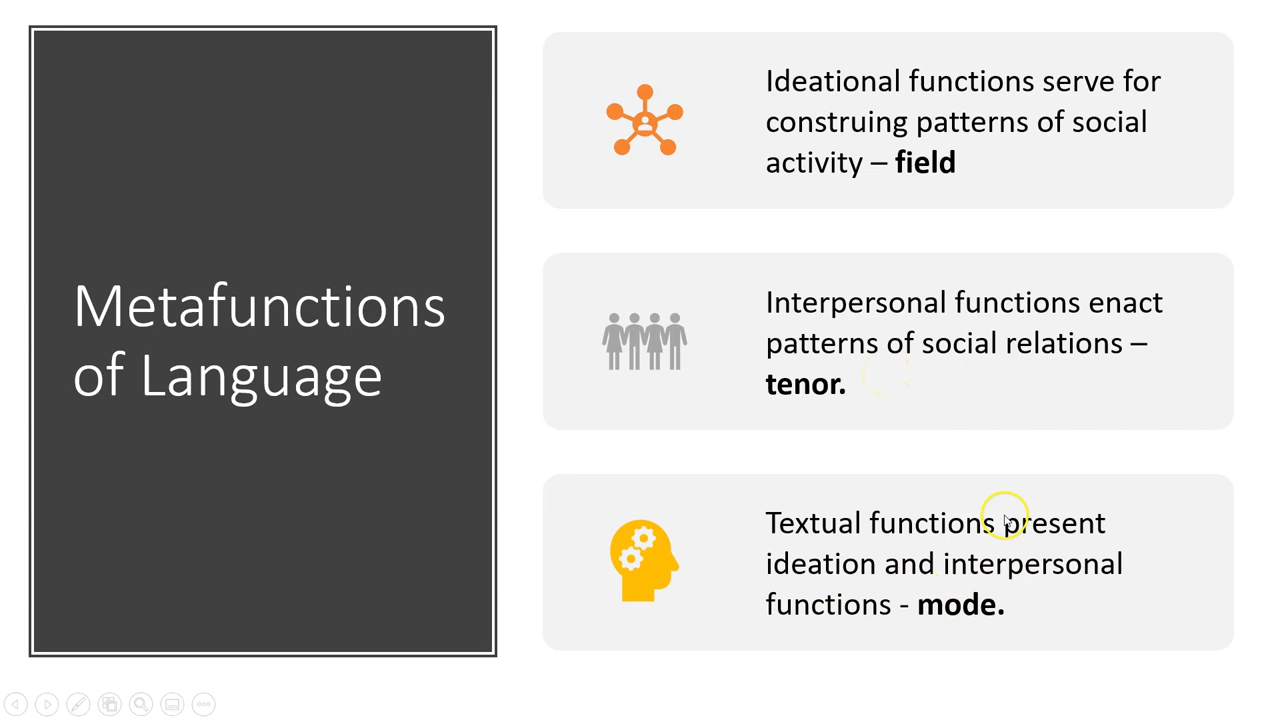 Metafunctions
of Language
Ideational functions serve for
construing patterns of social
activity – field
Interpersonal functions enact
patterns of social relations –
tenor.
Textual functions present
ideation and interpersonal
functions - mode.